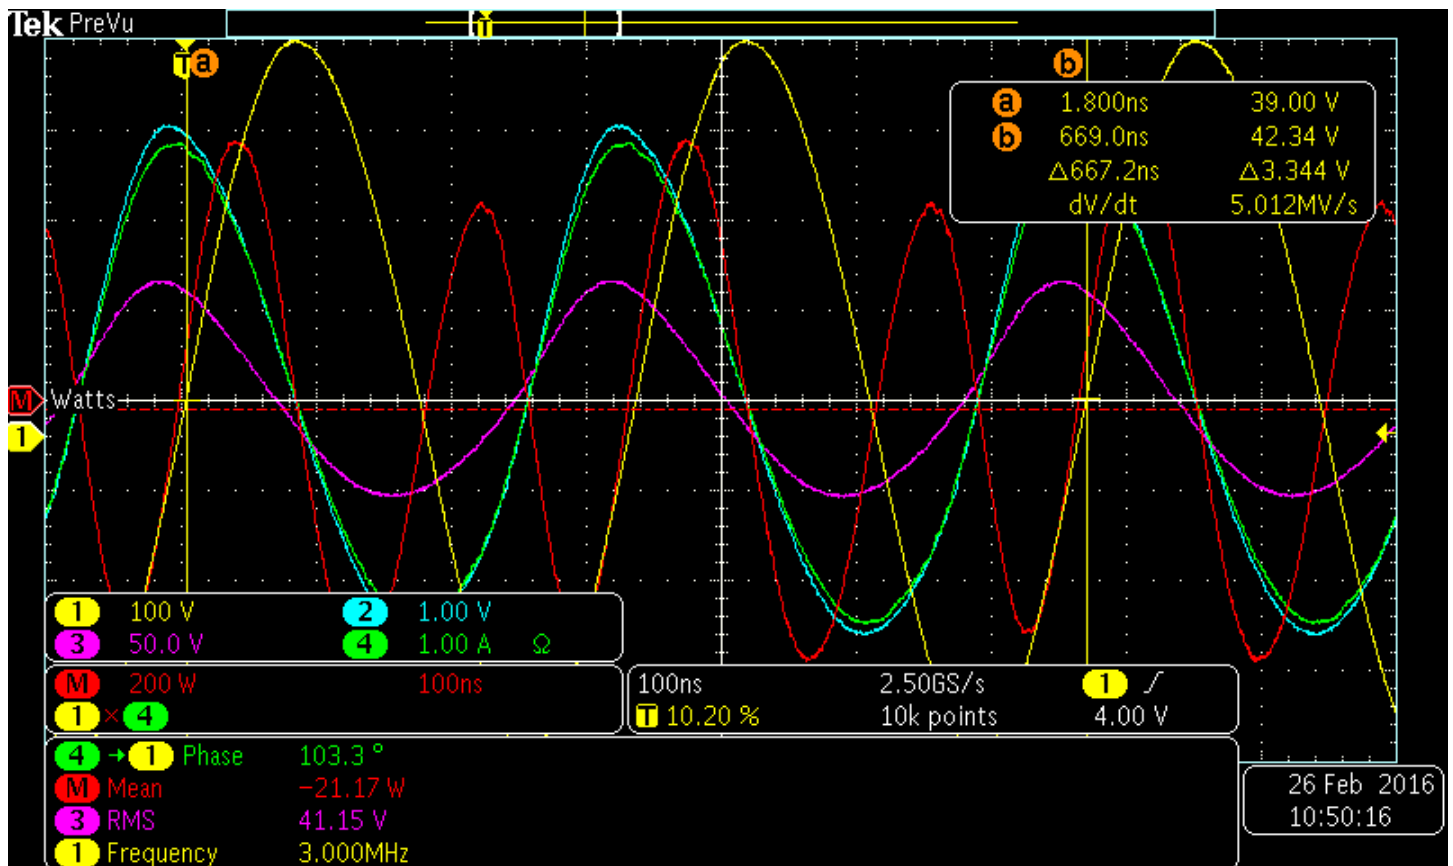 Tek PreVu
T
T a b
a 1.800ns 39.00 V
b 669.0ns 42.34 V
△667.2ns △3.344 V
dV/dt 5.012MV/s
M Watts
1
1 100 V 2 1.00 V
3 50.0 V 4 1.00 A Ω
M 200 W 100ns
1 × 4
100ns 2.50GS/s 1
T 10.20 % 10k points 4.00 V
4 → 1 Phase 103.3 °
M Mean −21.17 W
3 RMS 41.15 V
1 Frequency 3.000MHz
26 Feb 2016
10:50:16